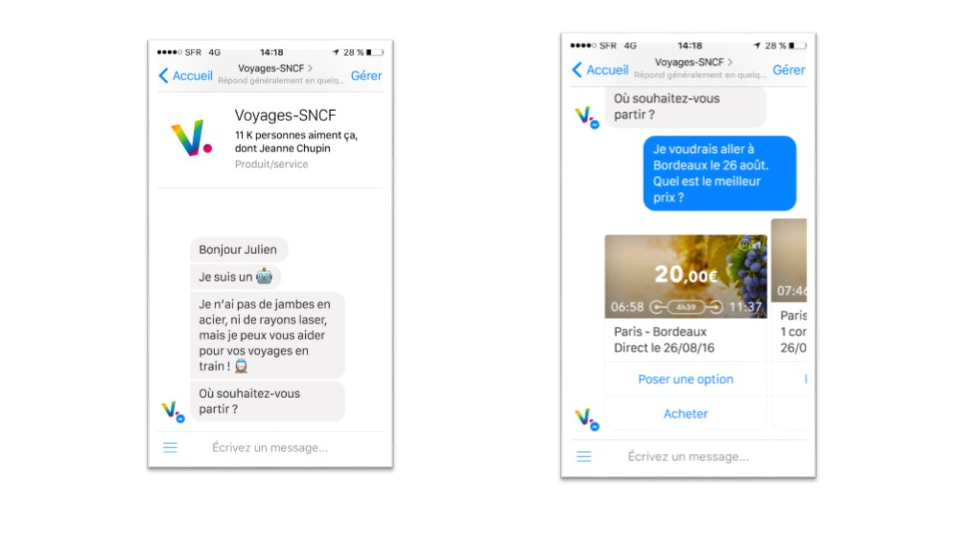 SFR 4G 14:18 28 %
Accueil
Voyages-SNCF
Répond généralement en quelq...
Gérer
Voyages-SNCF
11 K personnes aiment ça,
dont Jeanne Chupin
Produit/service
Bonjour Julien
Je suis un
Je n'ai pas de jambes en
acier, ni de rayons laser,
mais je peux vous aider
pour vos voyages en
train !
Où souhaitez-vous
partir ?
Écrivez un message...
SFR 4G 14:18 28 %
Accueil
Voyages-SNCF
Répond généralement en quelq...
Gérer
Où souhaitez-vous
partir ?
Je voudrais aller à
Bordeaux le 26 août.
Quel est le meilleur
prix ?
20,00€
06:58 4H39 11:37
Paris - Bordeaux
Direct le 26/08/16
Poser une option
Acheter
07:46
Paris
1 cor
26/0
Écrivez un message...